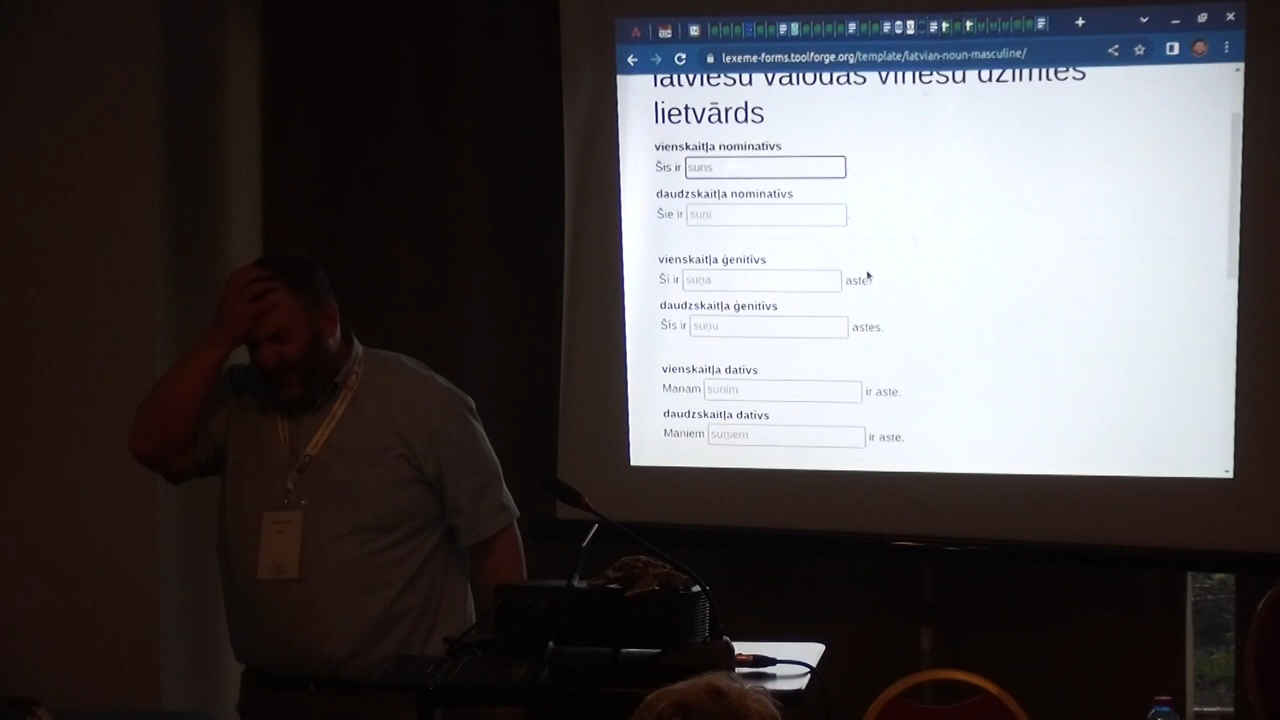 lexeme-forms.toolforge.org/template/latvian-noun-masculine/
latviešu valodas vīriešu dzimtes
lietvārds
vienskaitļa nominatīvs
Šis ir suns .
daudzskaitļa nominatīvs
Šie ir suņi .
vienskaitļa ģenitīvs
Šī ir suņa aste.
daudzskaitļa ģenitīvs
Šīs ir suņu astes.
vienskaitļa datīvs
Manam sunim ir aste.
daudzskaitļa datīvs
Maniem suņiem ir aste.